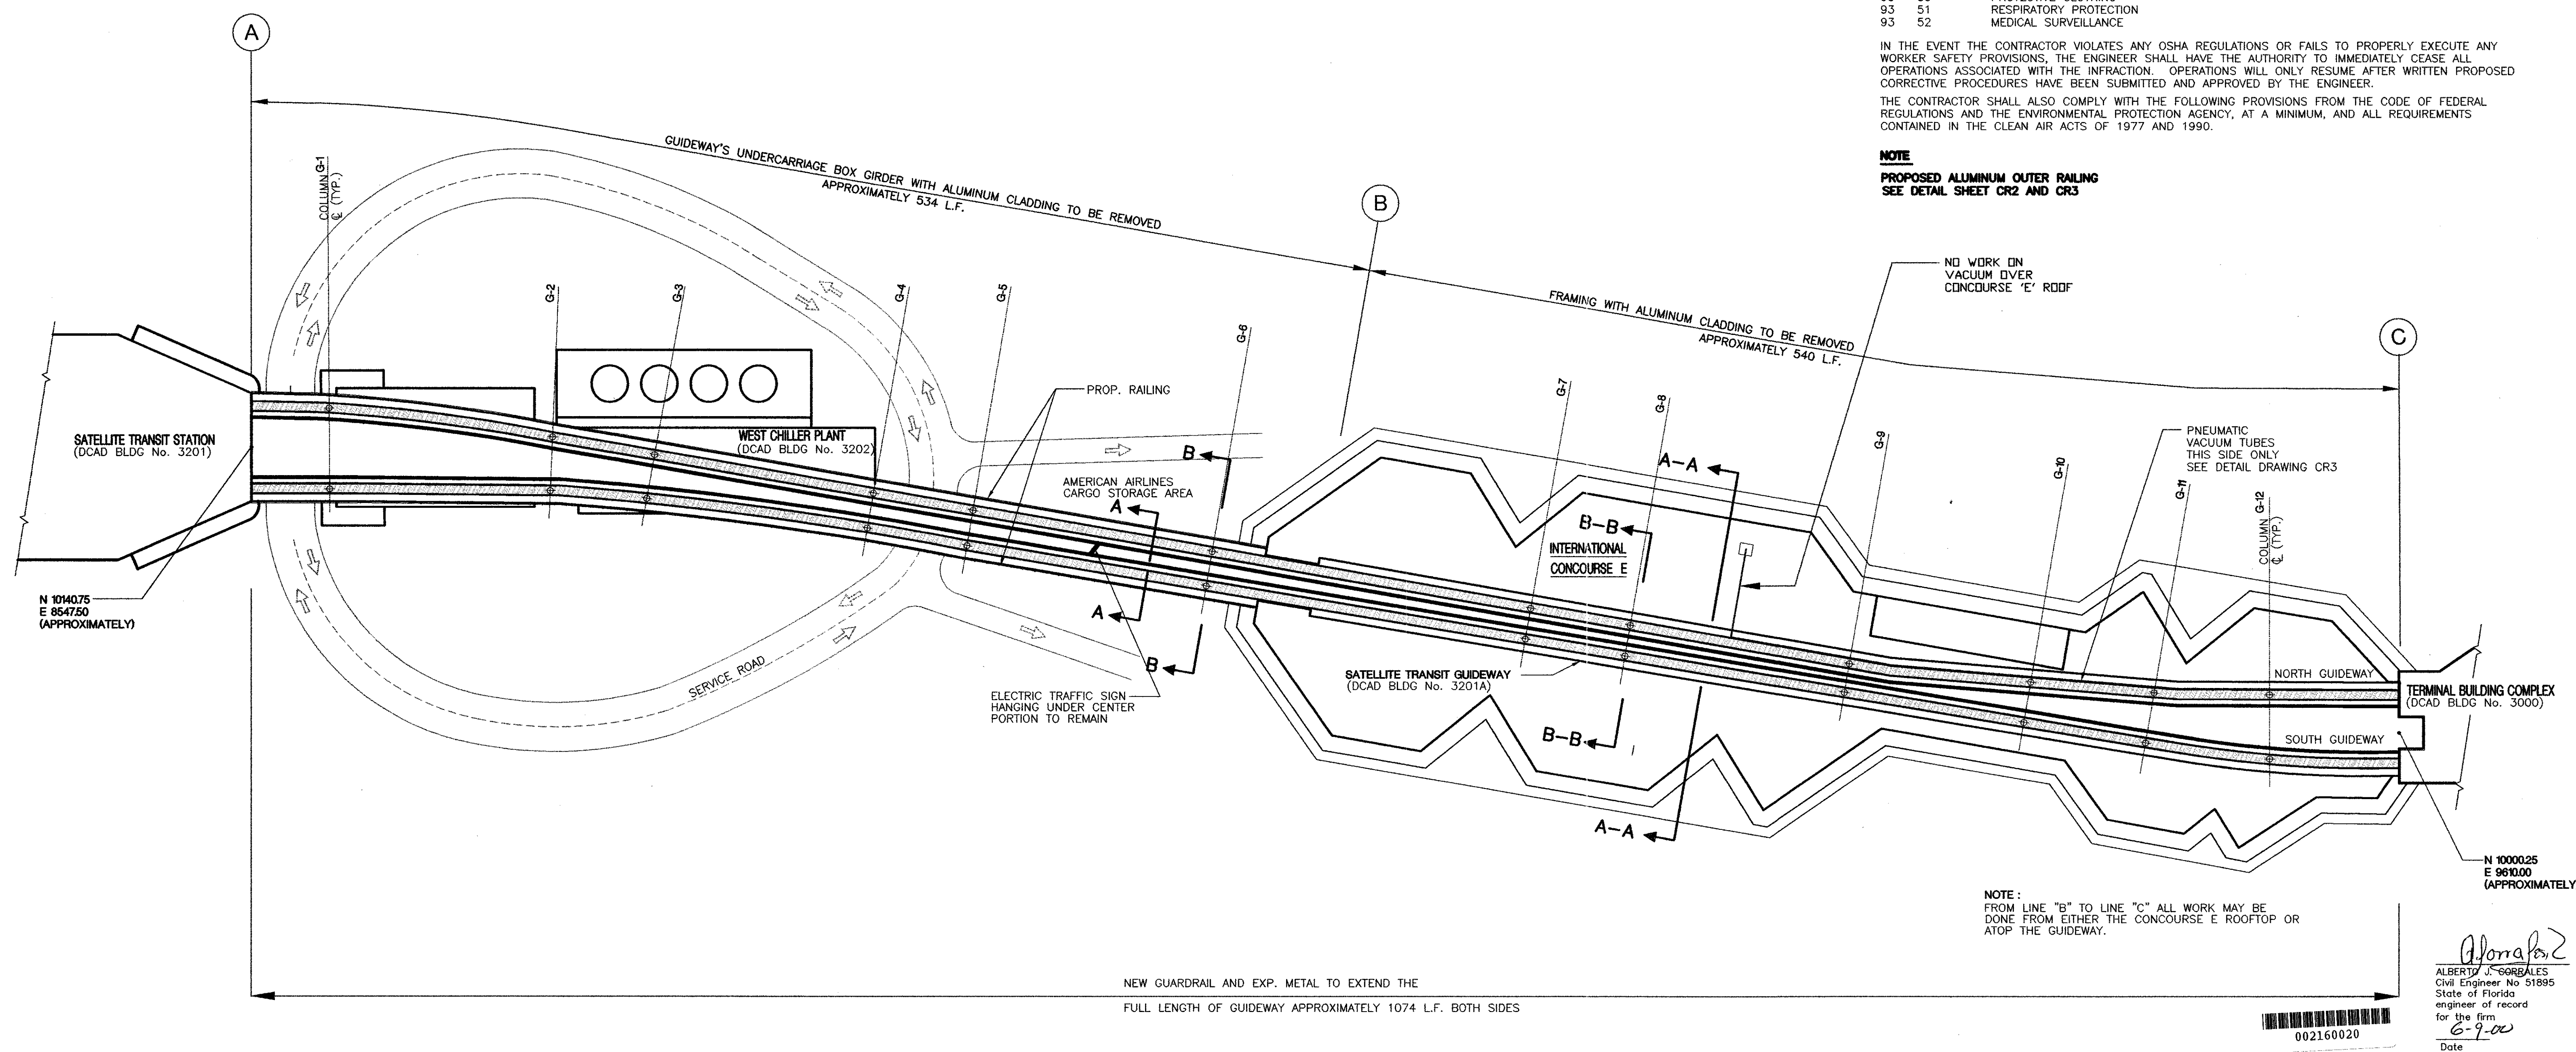 93 51 RESPIRATORY PROTECTION
93 52 MEDICAL SURVEILLANCE
IN THE EVENT THE CONTRACTOR VIOLATES ANY OSHA REGULATIONS OR FAILS TO PROPERLY EXECUTE ANY
WORKER SAFETY PROVISIONS, THE ENGINEER SHALL HAVE THE AUTHORITY TO IMMEDIATELY CEASE ALL
OPERATIONS ASSOCIATED WITH THE INFRACTION. OPERATIONS WILL ONLY RESUME AFTER WRITTEN PROPOSED
CORRECTIVE PROCEDURES HAVE BEEN SUBMITTED AND APPROVED BY THE ENGINEER.
THE CONTRACTOR SHALL ALSO COMPLY WITH THE FOLLOWING PROVISIONS FROM THE CODE OF FEDERAL
REGULATIONS AND THE ENVIRONMENTAL PROTECTION AGENCY, AT A MINIMUM, AND ALL REQUIREMENTS
CONTAINED IN THE CLEAN AIR ACTS OF 1977 AND 1990.
NOTE
PROPOSED ALUMINUM OUTER RAILING
SEE DETAIL SHEET CR2 AND CR3
A
B
C
GUIDEWAY'S UNDERCARRIAGE BOX GIRDER WITH ALUMINUM CLADDING TO BE REMOVED
APPROXIMATELY 534 L.F.
FRAMING WITH ALUMINUM CLADDING TO BE REMOVED
APPROXIMATELY 540 L.F.
NO WORK ON
VACUUM OVER
CONCOURSE 'E' ROOF
COLUMN G-1
℄ (TYP.)
G-2
G-3
G-4
G-5
G-6
G-7
G-8
G-9
G-10
G-11
COLUMN G-12
℄ (TYP.)
PROP. RAILING
PNEUMATIC
VACUUM TUBES
THIS SIDE ONLY
SEE DETAIL DRAWING CR3
SATELLITE TRANSIT STATION
(DCAD BLDG No. 3201)
WEST CHILLER PLANT
(DCAD BLDG No. 3202)
AMERICAN AIRLINES
CARGO STORAGE AREA
B
A
A
B
A-A
B-B
INTERNATIONAL
CONCOURSE E
B-B
A-A
N 10140.75
E 8547.50
(APPROXIMATELY)
SERVICE ROAD
ELECTRIC TRAFFIC SIGN
HANGING UNDER CENTER
PORTION TO REMAIN
SATELLITE TRANSIT GUIDEWAY
(DCAD BLDG No. 3201A)
NORTH GUIDEWAY
SOUTH GUIDEWAY
TERMINAL BUILDING COMPLEX
(DCAD BLDG No. 3000)
N 10000.25
E 9610.00
(APPROXIMATELY
NOTE :
FROM LINE "B" TO LINE "C" ALL WORK MAY BE
DONE FROM EITHER THE CONCOURSE E ROOFTOP OR
ATOP THE GUIDEWAY.
NEW GUARDRAIL AND EXP. METAL TO EXTEND THE
FULL LENGTH OF GUIDEWAY APPROXIMATELY 1074 L.F. BOTH SIDES
ALBERTO J. CORRALES
Civil Engineer No 51895
State of Florida
engineer of record
for the firm
6-9-00
Date
002160020